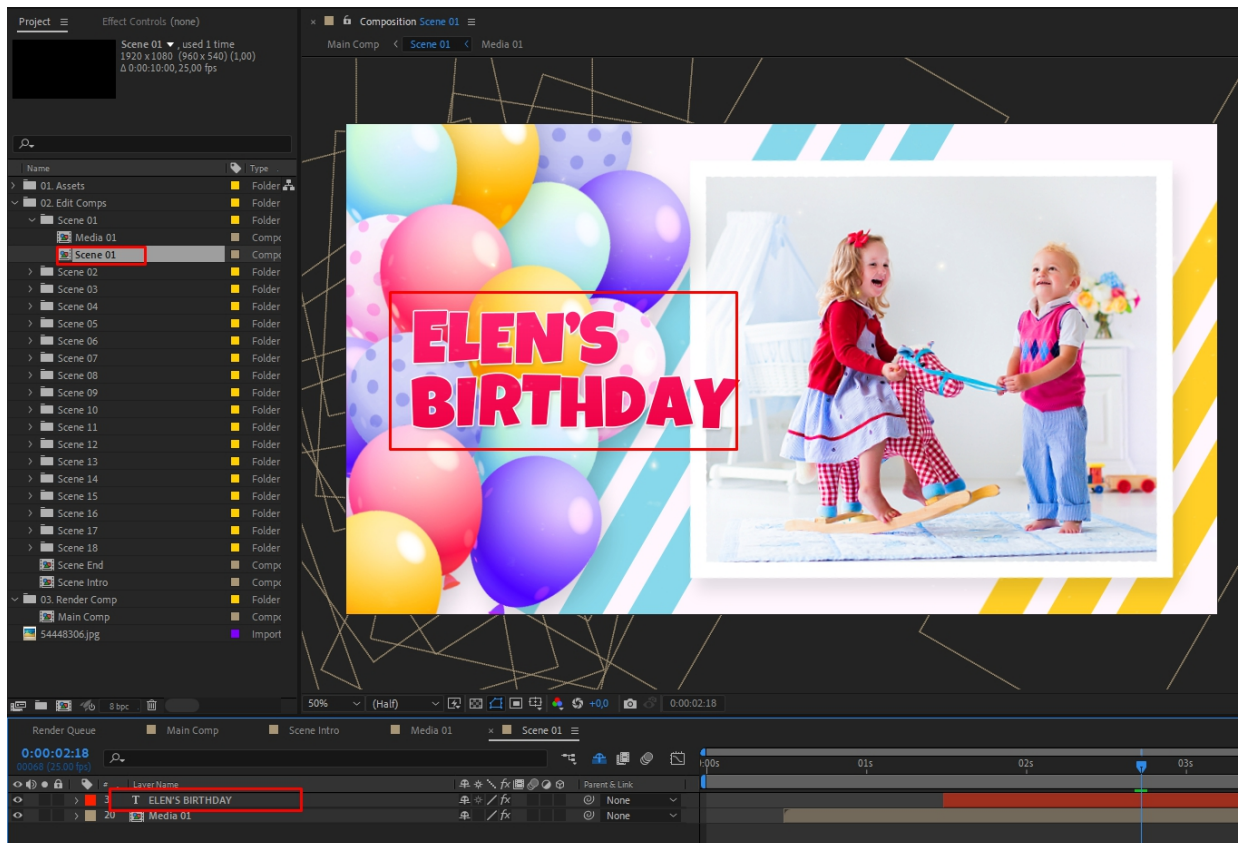 Project
Effect Controls (none)
Scene 01 , used 1 time
1920 x 1080 (960 x 540) (1,00)
Δ 0:00:10:00, 25,00 fps
Name
Type
01. Assets
Folder
02. Edit Comps
Folder
Scene 01
Folder
Media 01
Compo
Scene 01
Compo
Scene 02
Folder
Scene 03
Folder
Scene 04
Folder
Scene 05
Folder
Scene 06
Folder
Scene 07
Folder
Scene 08
Folder
Scene 09
Folder
Scene 10
Folder
Scene 11
Folder
Scene 12
Folder
Scene 13
Folder
Scene 14
Folder
Scene 15
Folder
Scene 16
Folder
Scene 17
Folder
Scene 18
Folder
Scene End
Compo
Scene Intro
Compo
03. Render Comp
Folder
Main Comp
Compo
54448306.jpg
Import
8 bpc
× Composition Scene 01
Main Comp Scene 01 Media 01
ELEN'S
BIRTHDAY
50% (Half) +0,0 0:00:02:18
Render Queue Main Comp Scene Intro Media 01 × Scene 01
0:00:02:18
00068 (25.00 fps)
# Layer Name fx Parent & Link
T ELEN'S BIRTHDAY fx None
20 Media 01 fx None
:00s 01s 02s 03s